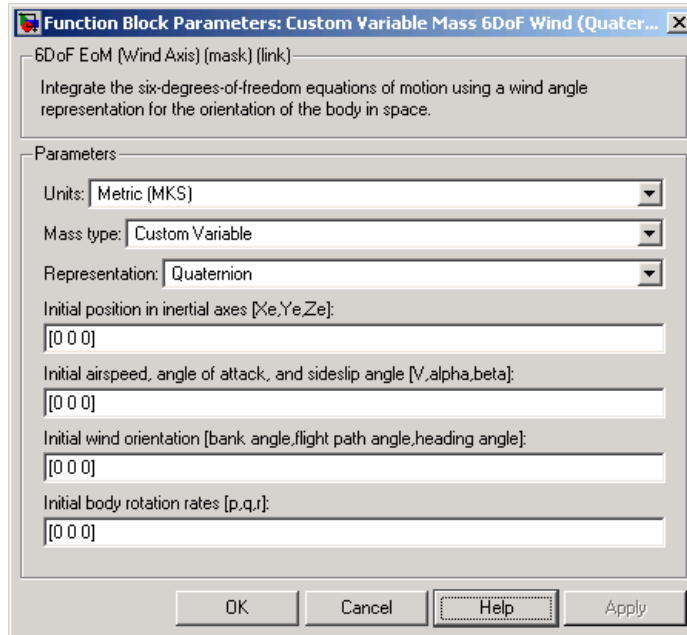 Function Block Parameters: Custom Variable Mass 6DoF Wind (Quater...
6DoF EoM (Wind Axis) (mask) (link)
Integrate the six-degrees-of-freedom equations of motion using a wind angle
representation for the orientation of the body in space.
Parameters
Units: Metric (MKS)
Mass type: Custom Variable
Representation: Quaternion
Initial position in inertial axes [Xe,Ye,Ze]:
[0 0 0]
Initial airspeed, angle of attack, and sideslip angle [V,alpha,beta]:
[0 0 0]
Initial wind orientation [bank angle,flight path angle,heading angle]:
[0 0 0]
Initial body rotation rates [p,q,r]:
[0 0 0]
OK Cancel Help Apply